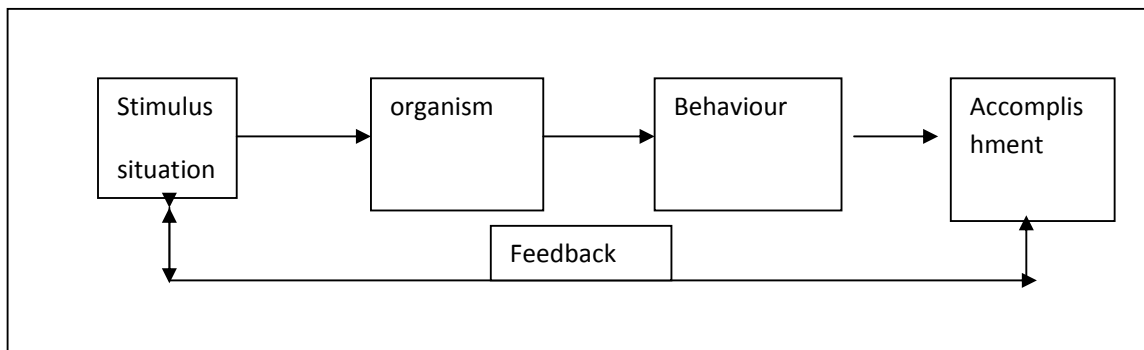 Stimulus
situation
organism
Behaviour
Accomplis
hment
Feedback